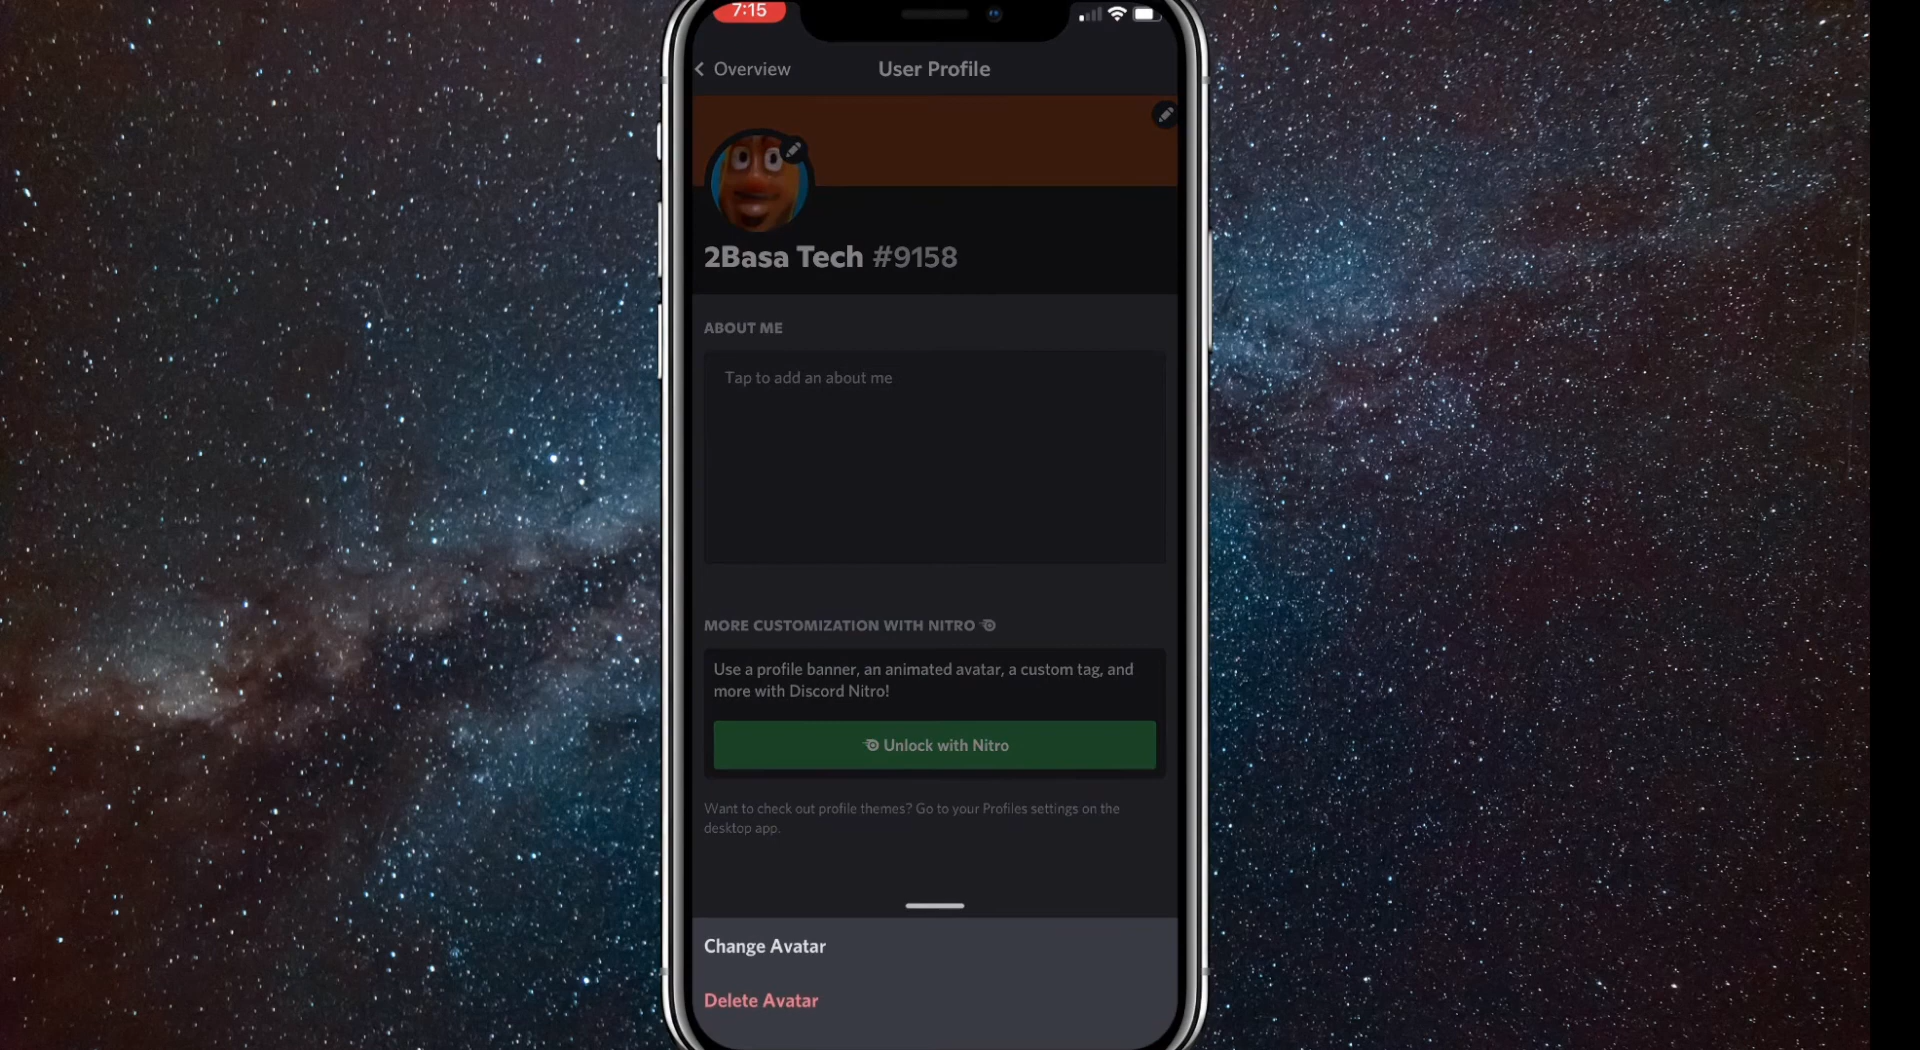 7:15
Overview
User Profile
2Basa Tech #9158
ABOUT ME
Tap to add an about me
MORE CUSTOMIZATION WITH NITRO
Use a profile banner, an animated avatar, a custom tag, and
more with Discord Nitro!
Unlock with Nitro
Want to check out profile themes? Go to your Profiles settings on the
desktop app.
Change Avatar
Delete Avatar